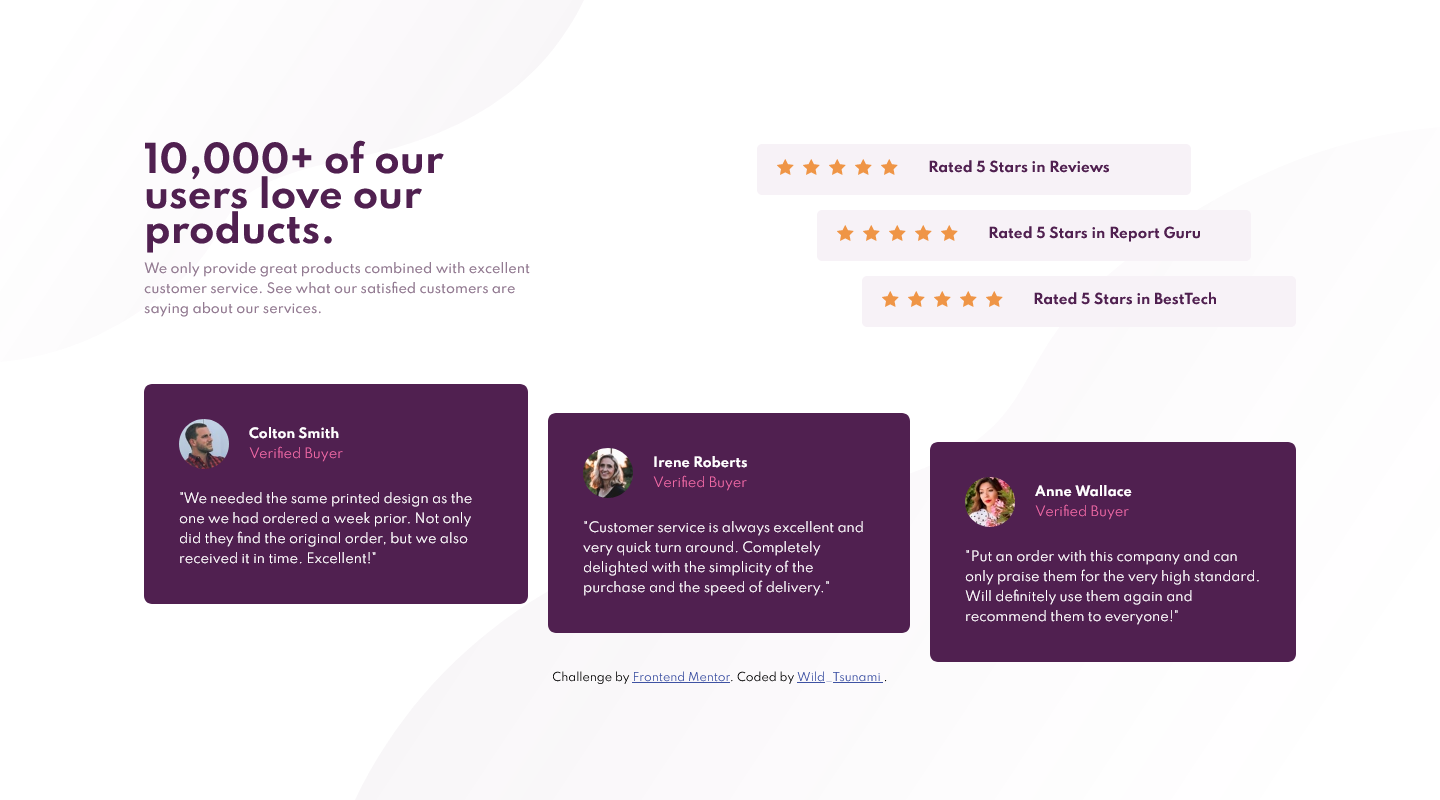 10,000+ of our
users love our
products.
We only provide great products combined with excellent
customer service. See what our satisfied customers are
saying about our services.
Rated 5 Stars in Reviews
Rated 5 Stars in Report Guru
Rated 5 Stars in BestTech
Colton Smith
Verified Buyer
"We needed the same printed design as the
one we had ordered a week prior. Not only
did they find the original order, but we also
received it in time. Excellent!"
Irene Roberts
Verified Buyer
"Customer service is always excellent and
very quick turn around. Completely
delighted with the simplicity of the
purchase and the speed of delivery."
Anne Wallace
Verified Buyer
"Put an order with this company and can
only praise them for the very high standard.
Will definitely use them again and
recommend them to everyone!"
Challenge by Frontend Mentor. Coded by Wild_Tsunami .